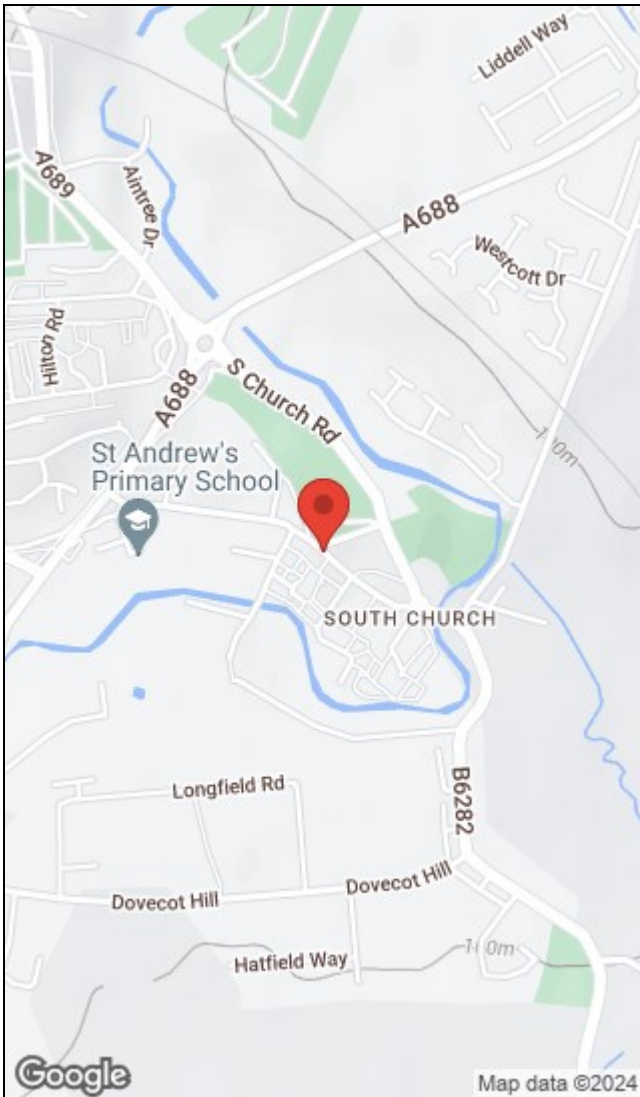 Liddell Way
A689
Aintree Dr
A688
Westcott Dr
Hilton Rd
A688
S Church Rd
100m
St Andrew's
Primary School
SOUTH CHURCH
Longfield Rd
B6282
Dovecot Hill
Dovecot Hill
Hatfield Way
Google
Map data ©2024